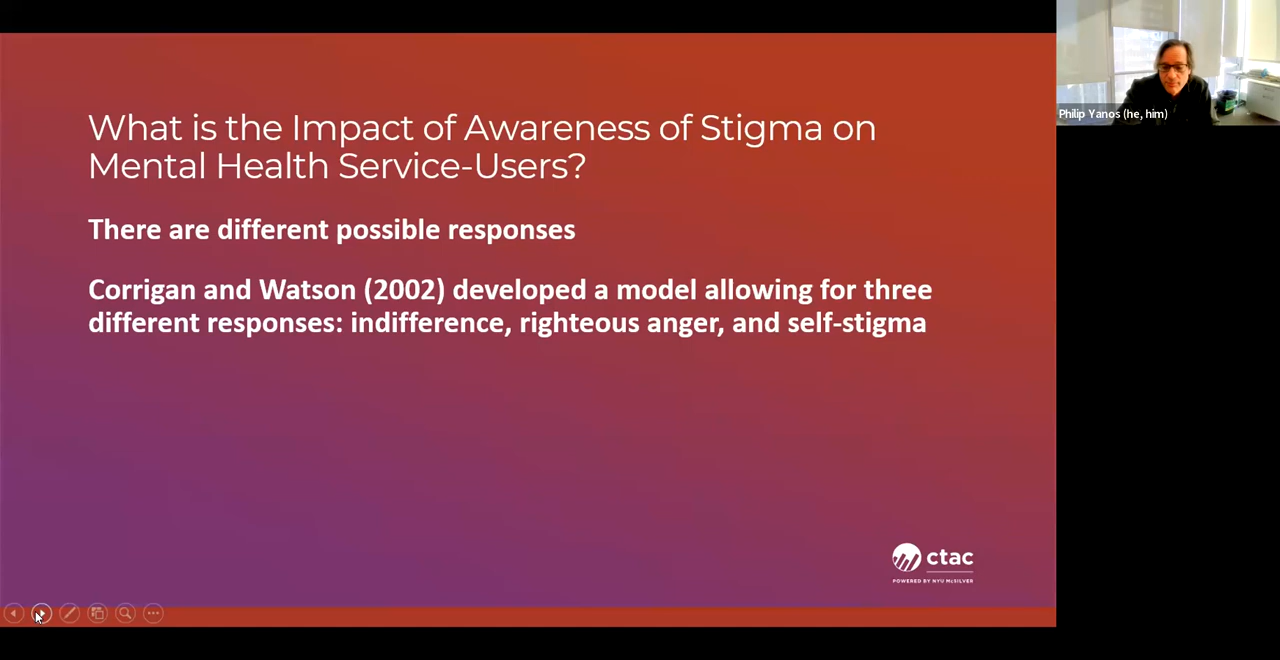 What is the Impact of Awareness of Stigma on
Mental Health Service-Users?
There are different possible responses
Corrigan and Watson (2002) developed a model allowing for three
different responses: indifference, righteous anger, and self-stigma
ctac
POWERED BY NYU McSILVER
Philip Yanos (he, him)